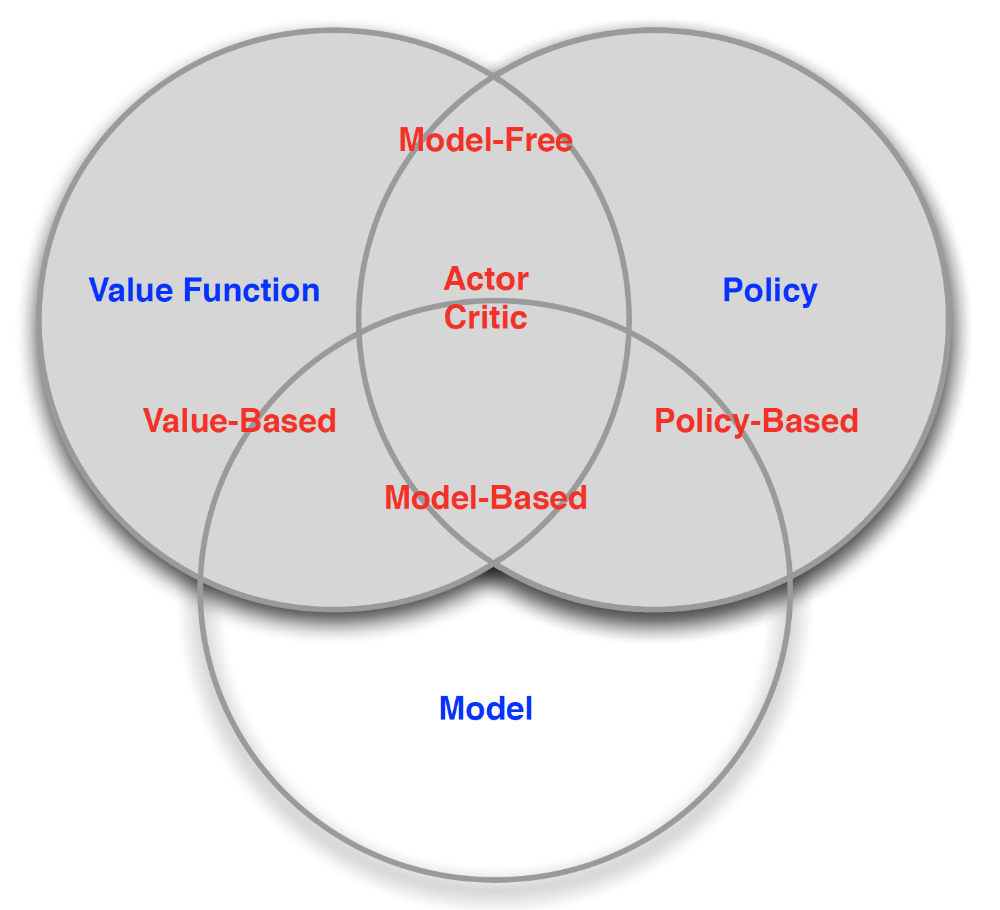 Model-Free
Actor
Critic
Value Function
Policy
Value-Based
Policy-Based
Model-Based
Model